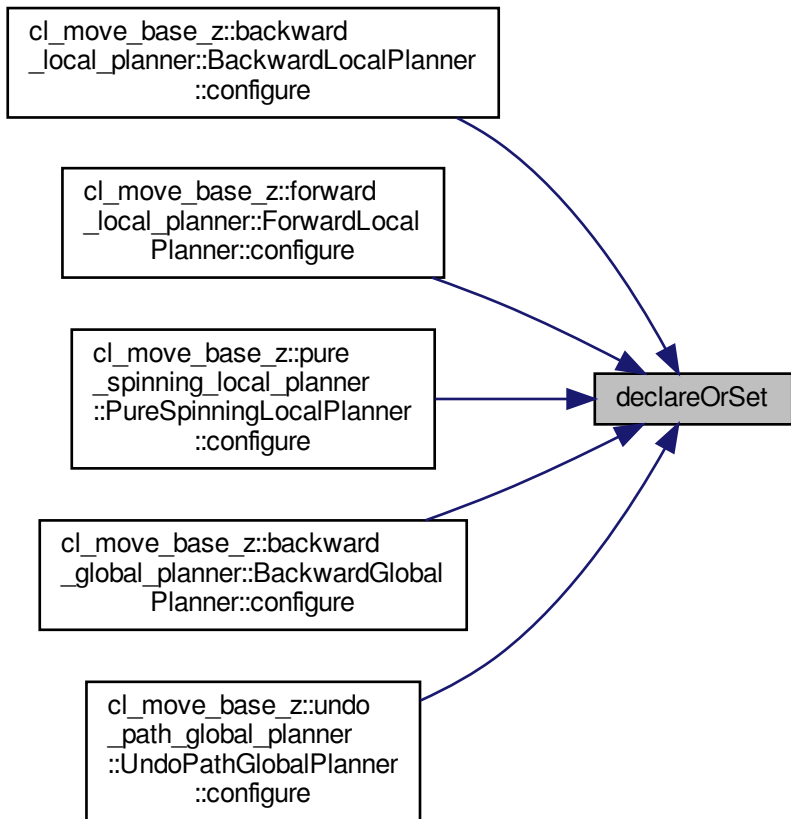 cl_move_base_z::backward
_local_planner::BackwardLocalPlanner
::configure
cl_move_base_z::forward
_local_planner::ForwardLocal
Planner::configure
cl_move_base_z::pure
_spinning_local_planner
::PureSpinningLocalPlanner
::configure
declareOrSet
cl_move_base_z::backward
_global_planner::BackwardGlobal
Planner::configure
cl_move_base_z::undo
_path_global_planner
::UndoPathGlobalPlanner
::configure